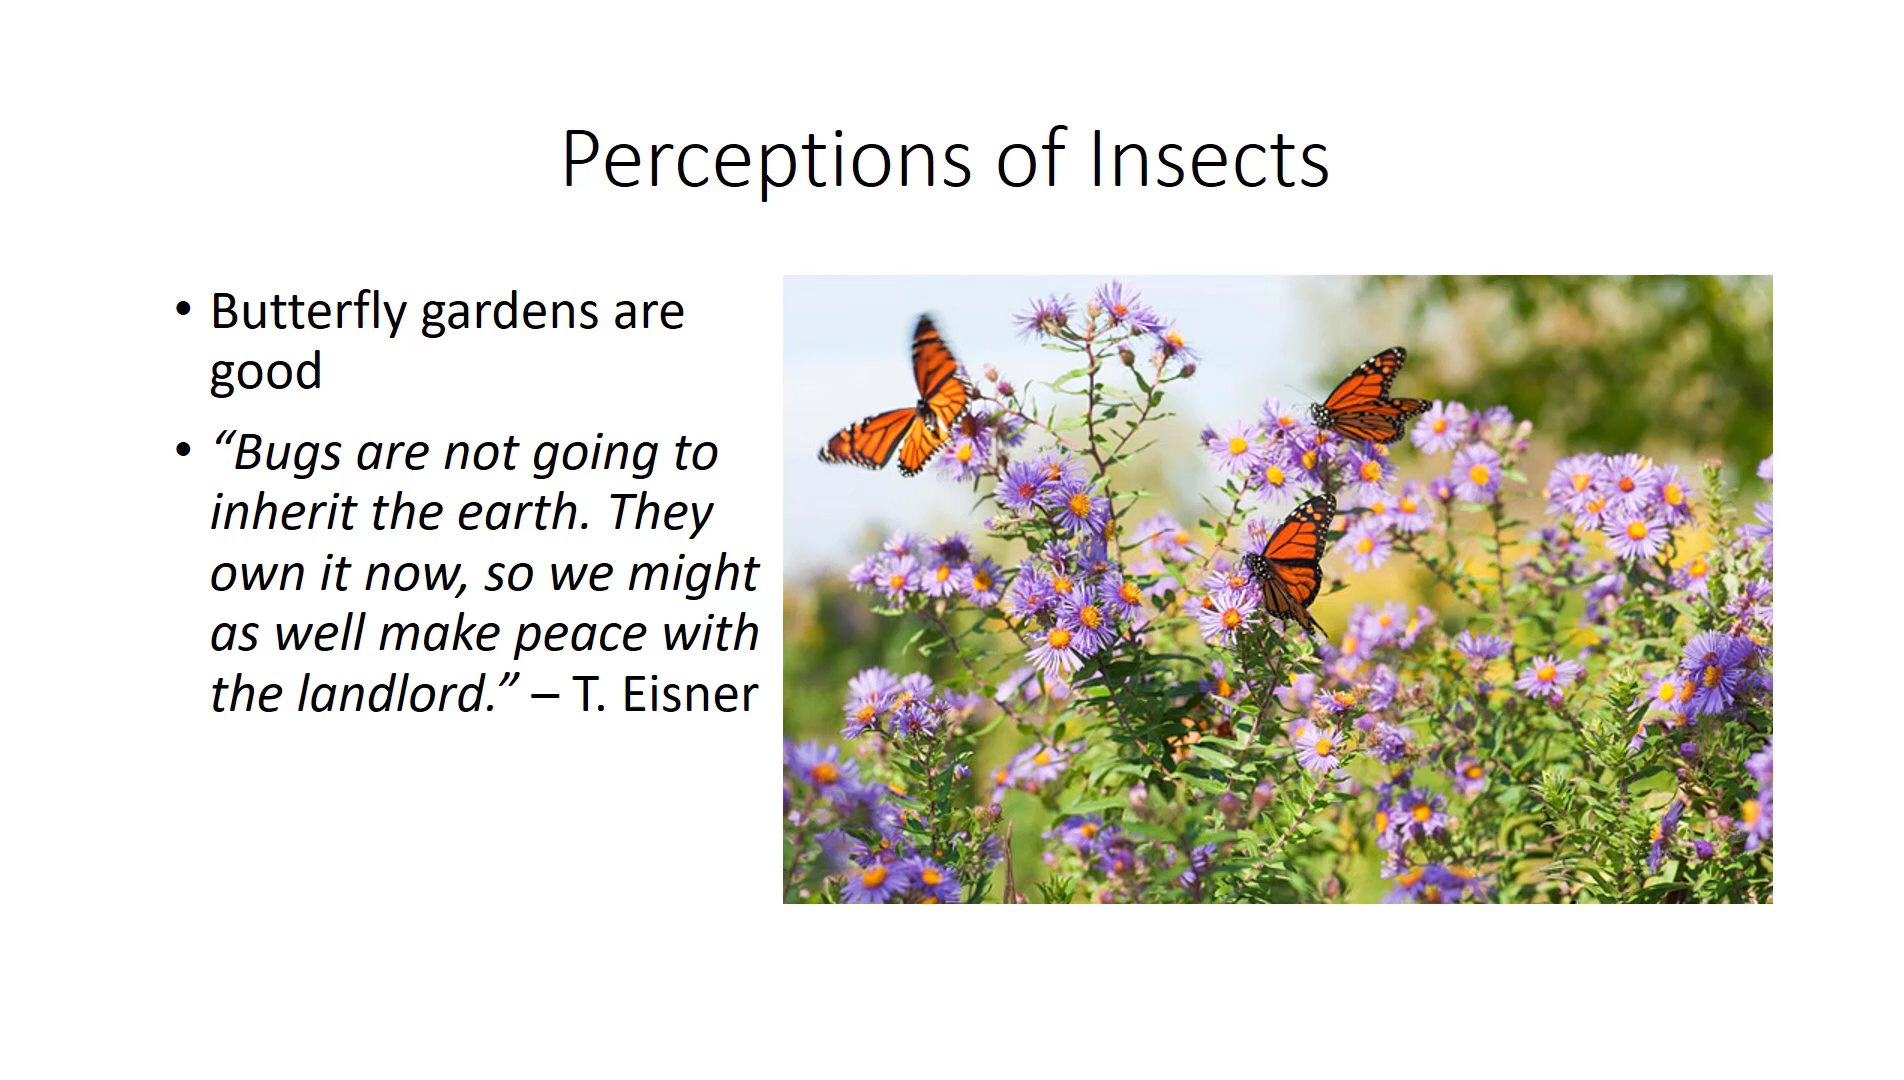 Perceptions of Insects
• Butterfly gardens are
good
• “Bugs are not going to
inherit the earth. They
own it now, so we might
as well make peace with
the landlord.” – T. Eisner